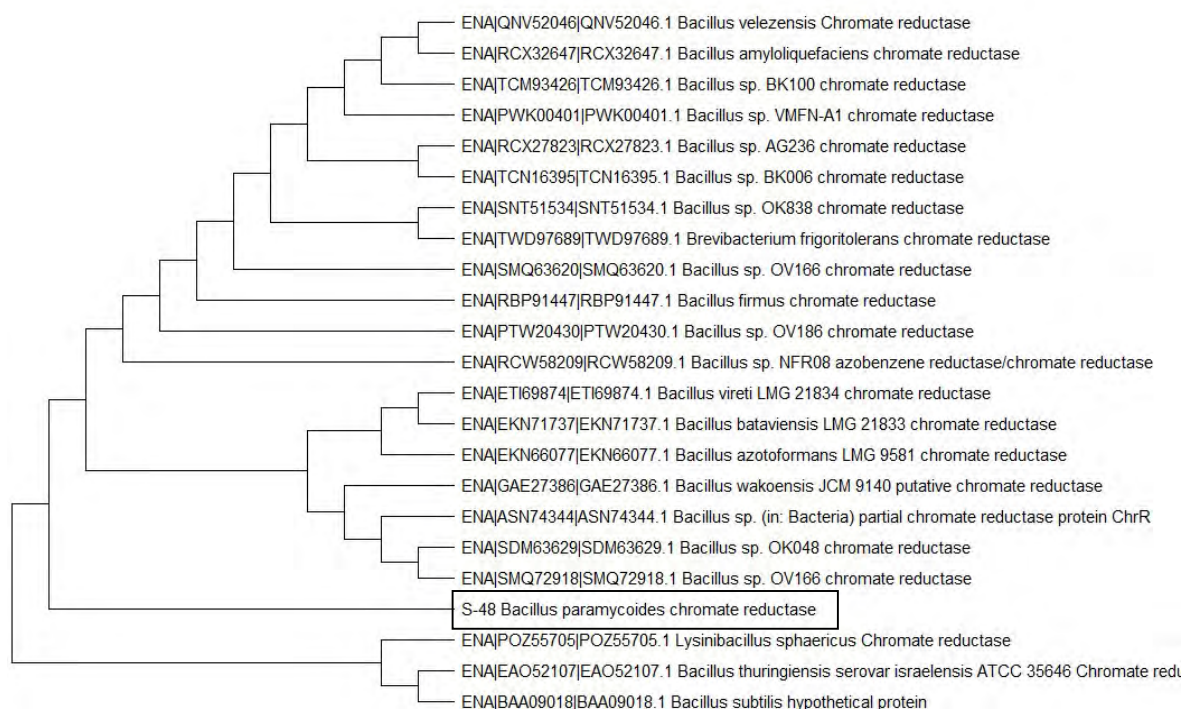 ENA|QNV52046|QNV52046.1 Bacillus velezensis Chromate reductase
ENA|RCX32647|RCX32647.1 Bacillus amyloliquefaciens chromate reductase
ENA|TCM93426|TCM93426.1 Bacillus sp. BK100 chromate reductase
ENA|PWK00401|PWK00401.1 Bacillus sp. VMFN-A1 chromate reductase
ENA|RCX27823|RCX27823.1 Bacillus sp. AG236 chromate reductase
ENA|TCN16395|TCN16395.1 Bacillus sp. BK006 chromate reductase
ENA|SNT51534|SNT51534.1 Bacillus sp. OK838 chromate reductase
ENA|TWD97689|TWD97689.1 Brevibacterium frigoritolerans chromate reductase
ENA|SMQ63620|SMQ63620.1 Bacillus sp. OV166 chromate reductase
ENA|RBP91447|RBP91447.1 Bacillus firmus chromate reductase
ENA|PTW20430|PTW20430.1 Bacillus sp. OV186 chromate reductase
ENA|RCW58209|RCW58209.1 Bacillus sp. NFR08 azobenzene reductase/chromate reductase
ENA|ETI69874|ETI69874.1 Bacillus vireti LMG 21834 chromate reductase
ENA|EKN71737|EKN71737.1 Bacillus bataviensis LMG 21833 chromate reductase
ENA|EKN66077|EKN66077.1 Bacillus azotoformans LMG 9581 chromate reductase
ENA|GAE27386|GAE27386.1 Bacillus wakoensis JCM 9140 putative chromate reductase
ENA|ASN74344|ASN74344.1 Bacillus sp. (in: Bacteria) partial chromate reductase protein ChrR
ENA|SDM63629|SDM63629.1 Bacillus sp. OK048 chromate reductase
ENA|SMQ72918|SMQ72918.1 Bacillus sp. OV166 chromate reductase
S-48 Bacillus paramycoides chromate reductase
ENA|POZ55705|POZ55705.1 Lysinibacillus sphaericus Chromate reductase
ENA|EAO52107|EAO52107.1 Bacillus thuringiensis serovar israelensis ATCC 35646 Chromate redu
ENA|BAA09018|BAA09018.1 Bacillus subtilis hypothetical protein